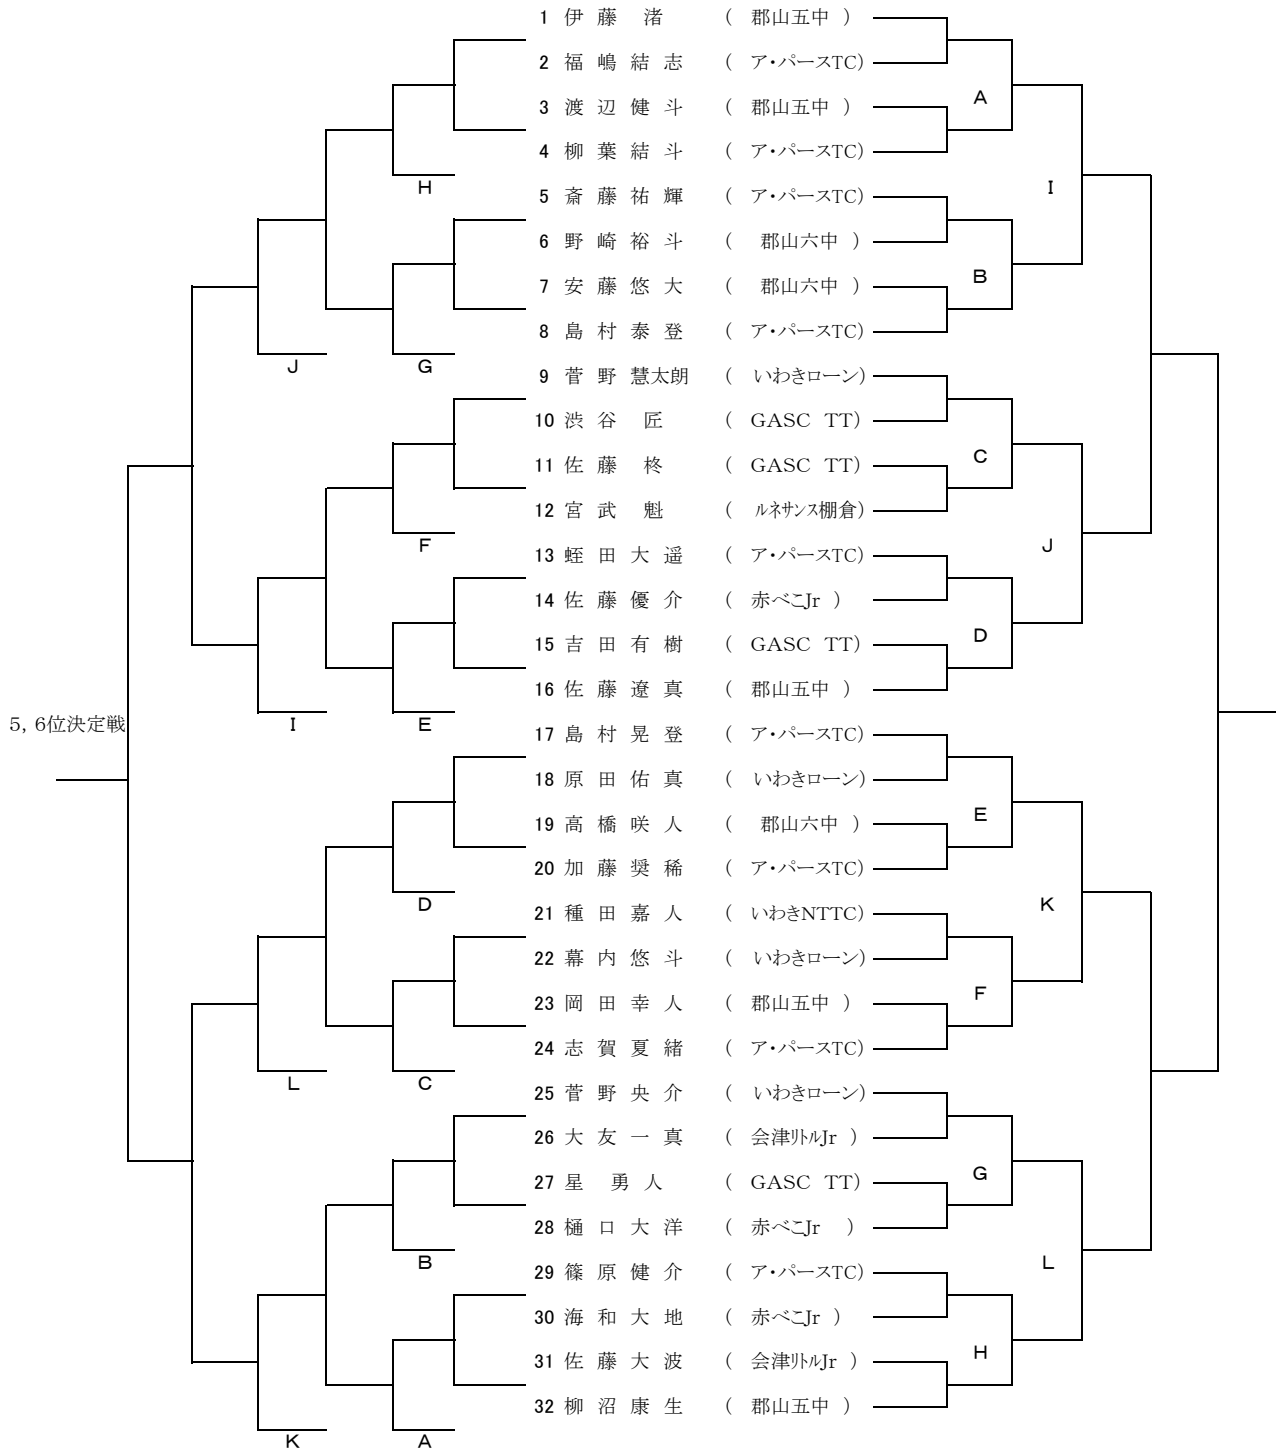 1 伊 藤 渚 ( 郡山五中 )
A
2 福 嶋 結 志 ( ア・パースTC)
3 渡 辺 健 斗 ( 郡山五中 )
4 柳 葉 結 斗 ( ア・パースTC)
H
I
5 斎 藤 祐 輝 ( ア・パースTC)
6 野 崎 裕 斗 ( 郡山六中 )
B
7 安 藤 悠 大 ( 郡山六中 )
8 島 村 泰 登 ( ア・パースTC)
J
G
9 菅 野 慧太朗 ( いわきローン)
10 渋 谷 匠 ( GASC TT)
C
11 佐 藤 柊 ( GASC TT)
12 宮 武 魁 ( ルネサンス棚倉)
F
J
13 蛭 田 大 遥 ( ア・パースTC)
14 佐 藤 優 介 ( 赤べこJr )
D
15 吉 田 有 樹 ( GASC TT)
16 佐 藤 遼 真 ( 郡山五中 )
5, 6位決定戦
I
E
17 島 村 晃 登 ( ア・パースTC)
18 原 田 佑 真 ( いわきローン)
E
19 高 橋 咲 人 ( 郡山六中 )
20 加 藤 奨 稀 ( ア・パースTC)
D
K
21 種 田 嘉 人 ( いわきNTTC)
22 幕 内 悠 斗 ( いわきローン)
F
23 岡 田 幸 人 ( 郡山五中 )
24 志 賀 夏 緒 ( ア・パースTC)
L
C
25 菅 野 央 介 ( いわきローン)
26 大 友 一 真 ( 会津リトルJr )
G
27 星 勇 人 ( GASC TT)
28 樋 口 大 洋 ( 赤べこJr )
B
L
29 篠 原 健 介 ( ア・パースTC)
30 海 和 大 地 ( 赤べこJr )
H
31 佐 藤 大 波 ( 会津リトルJr )
32 柳 沼 康 生 ( 郡山五中 )
K
A